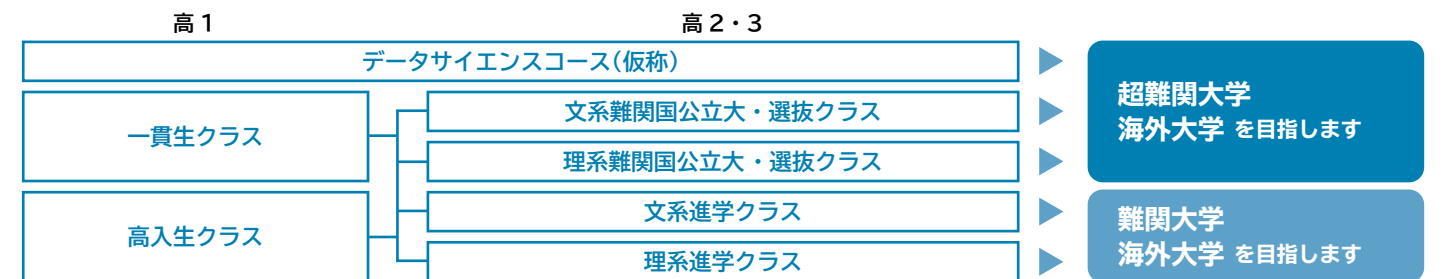 高1
高2・3
データサイエンスコース(仮称)
一貫生クラス
文系難関国公立大・選抜クラス
理系難関国公立大・選抜クラス
超難関大学
海外大学 を目指します
高入生クラス
文系進学クラス
理系進学クラス
難関大学
海外大学 を目指します